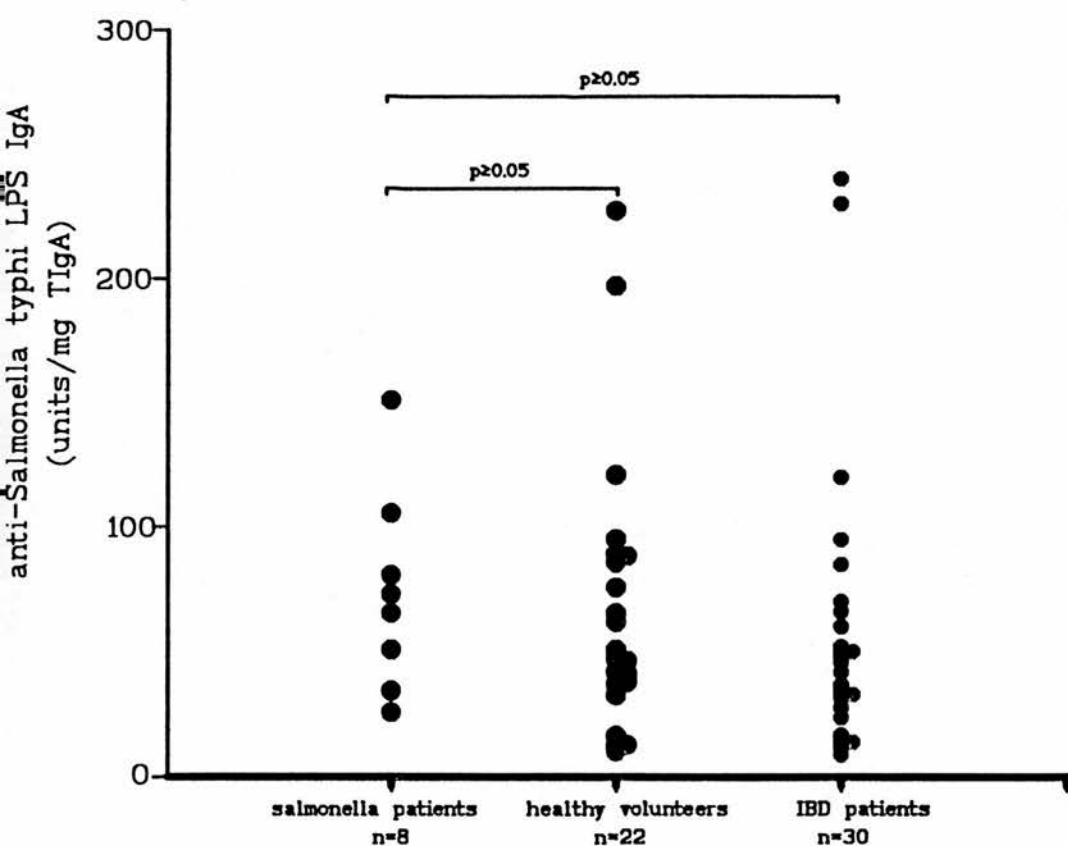 anti-Salmonella typhi LPS IgA
(units/mg TIgA)
300
200
100
0
p≥0.05
p≥0.05
salmonella patients
n=8
healthy volunteers
n=22
IBD patients
n=30